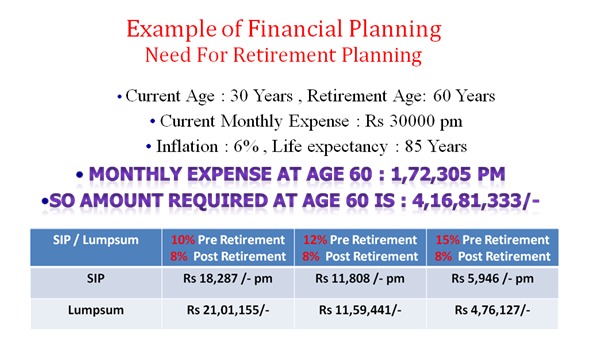 Example of Financial Planning
Need For Retirement Planning
• Current Age : 30 Years , Retirement Age: 60 Years
• Current Monthly Expense : Rs 30000 pm
• Inflation : 6% , Life expectancy : 85 Years
• MONTHLY EXPENSE AT AGE 60 : 1,72,305 PM
•SO AMOUNT REQUIRED AT AGE 60 IS : 4,16,81,333/-
SIP / Lumpsum 10% Pre Retirement 12% Pre Retirement 15% Pre Retirement
8% Post Retirement 8% Post Retirement 8% Post Retirement
SIP Rs 18,287 /- pm Rs 11,808 /- pm Rs 5,946 /- pm
Lumpsum Rs 21,01,155/- Rs 11,59,441/- Rs 4,76,127/-